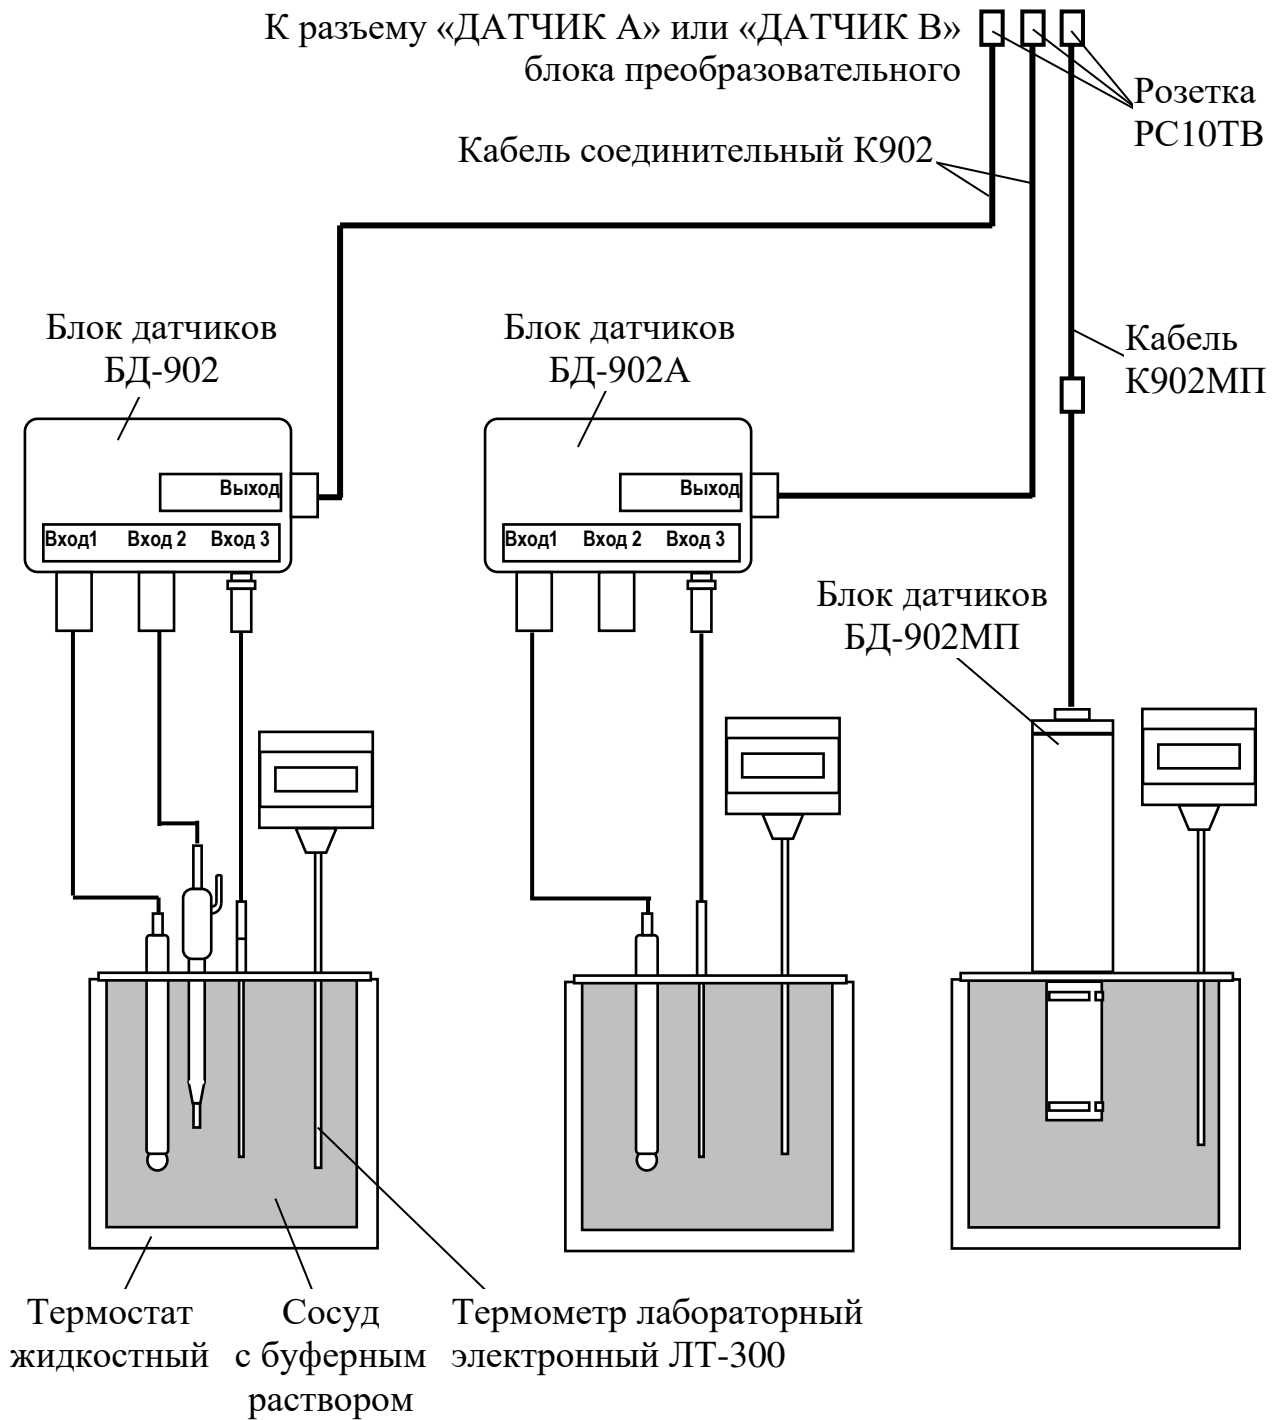 К разъему «ДАТЧИК А» или «ДАТЧИК В»
блока преобразовательного
Розетка
РС10ТВ
Кабель соединительный К902
Блок датчиков
БД-902
Блок датчиков
БД-902А
Кабель
К902МП
Выход
Вход1 Вход 2 Вход 3
Выход
Вход1 Вход 2 Вход 3
Блок датчиков
БД-902МП
Термостат
жидкостный
Сосуд
с буферным
раствором
Термометр лабораторный
электронный ЛТ-300